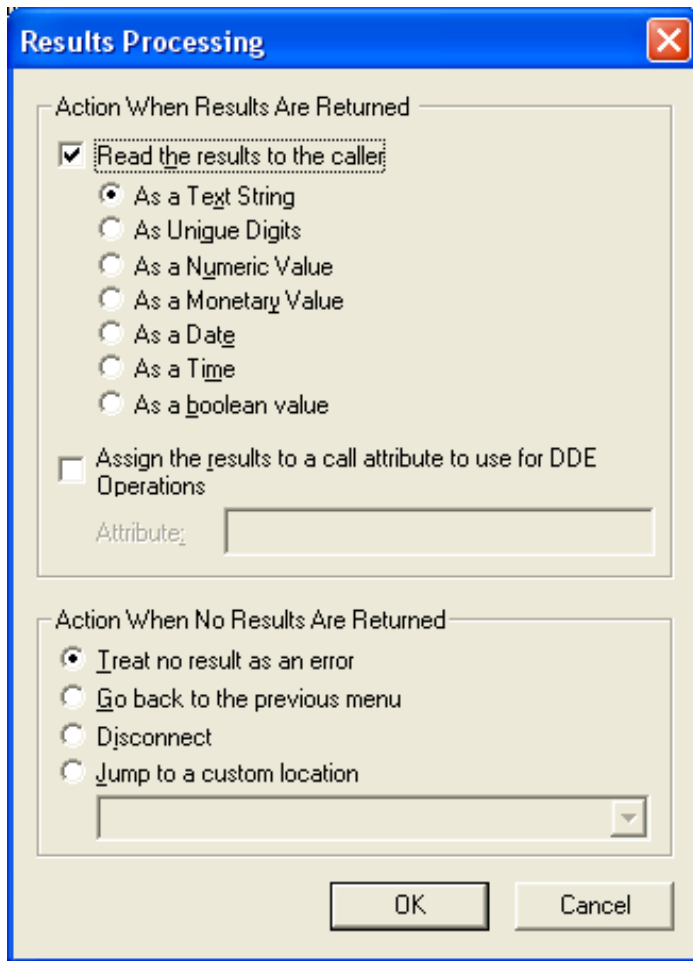 Results Processing
Action When Results Are Returned
Read the results to the caller
As a Text String
As Unique Digits
As a Numeric Value
As a Monetary Value
As a Date
As a Time
As a boolean value
Assign the results to a call attribute to use for DDE
Operations
Attribute:
Action When No Results Are Returned
Treat no result as an error
Go back to the previous menu
Disconnect
Jump to a custom location
OK Cancel